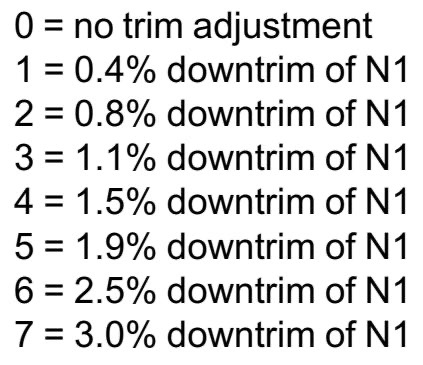 0 = no trim adjustment
1 = 0.4% downtrim of N1
2 = 0.8% downtrim of N1
3 = 1.1% downtrim of N1
4 = 1.5% downtrim of N1
5 = 1.9% downtrim of N1
6 = 2.5% downtrim of N1
7 = 3.0% downtrim of N1